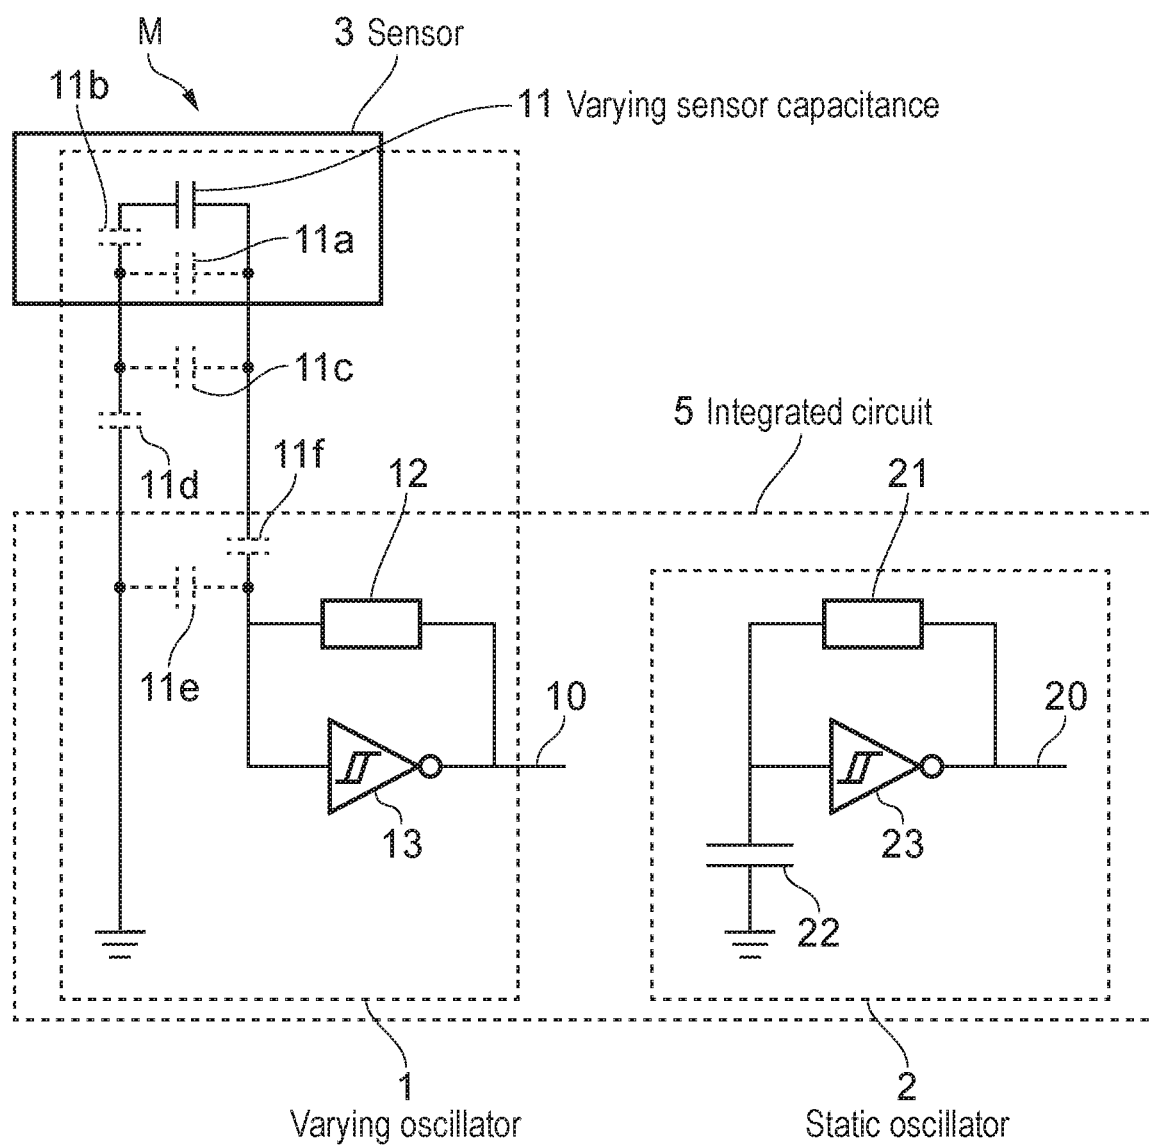 M
3 Sensor
11b
11 Varying sensor capacitance
11a
11c
5 Integrated circuit
11d
11f
12
21
11e
10
20
13
23
22
1
Varying oscillator
2
Static oscillator